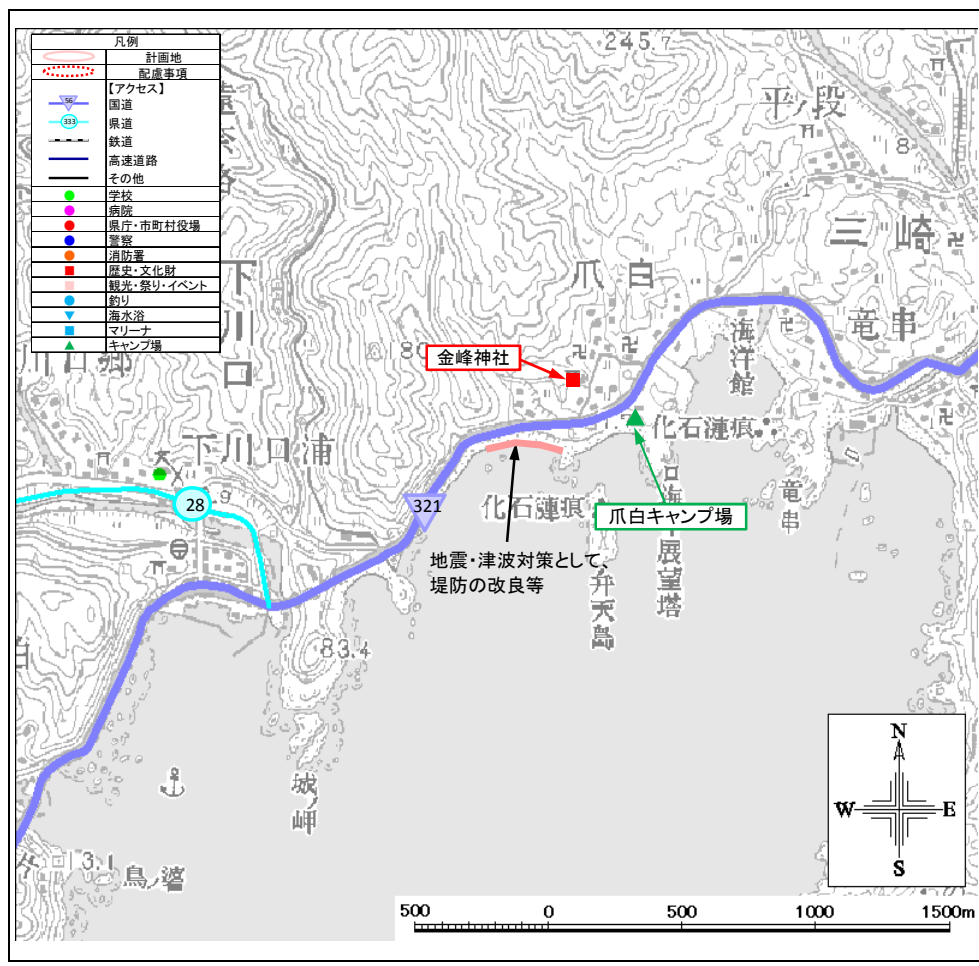 凡例
計画地
配慮事項
【アクセス】
56
国道
333
県道
鉄道
高速道路
その他
学校
病院
県庁・市町村役場
警察
消防署
歴史・文化財
観光・祭り・イベント
釣り
海水浴
マリーナ
キャンプ場
245.7
平ノ段
18
三崎
爪白
竜串
海洋館
下川口
金峰神社
化石漣痕
下川口浦
28
321
化石漣痕
爪白キャンプ場
竜串
展望塔
弁天島
地震・津波対策として、
堤防の改良等
83.4
城ノ岬
13.1
N
W E
S
500 0 500 1000 1500m